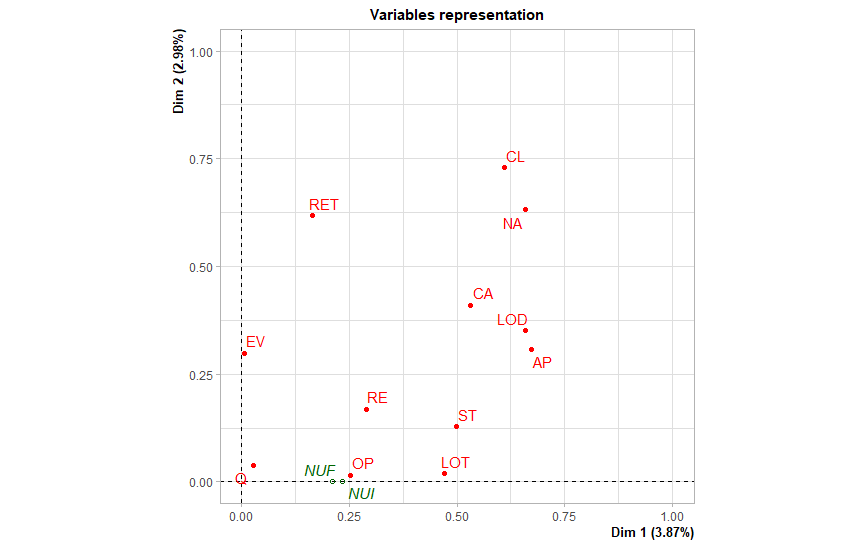 Variables representation
Dim 2 (2.98%)
1.00
0.75
0.50
0.25
0.00
CL
RET
NA
CA
LOD
EV
AP
RE
ST
OP
LOT
NUF
Q
NUI
0.00
0.25
0.50
0.75
1.00
Dim 1 (3.87%)